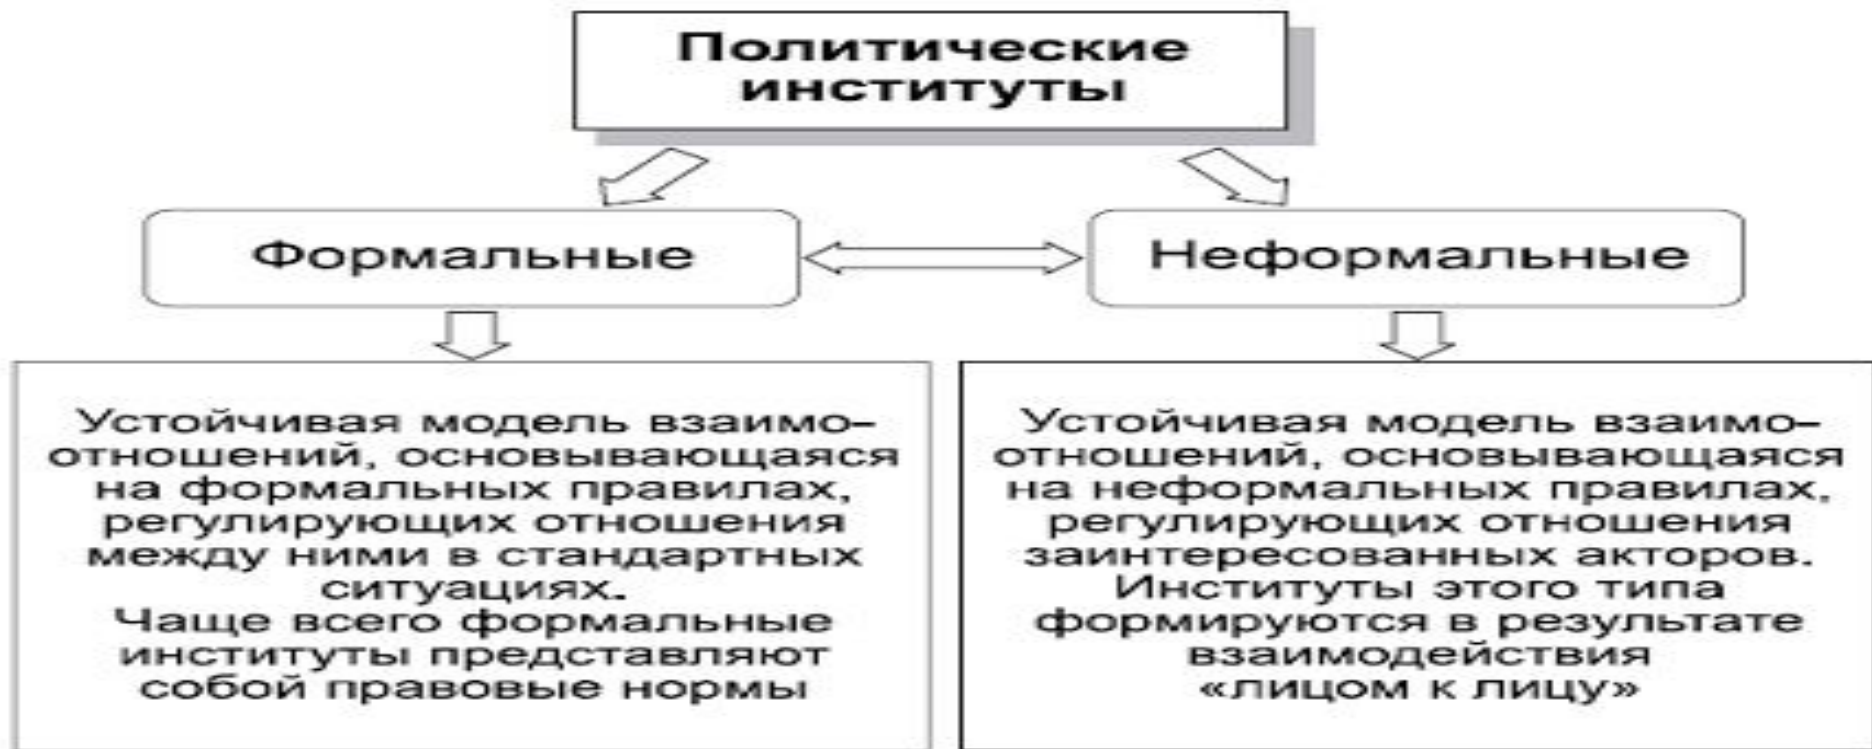 Политические
институты
Формальные
Неформальные
Устойчивая модель взаимо-
отношений, основывающаяся
на формальных правилах,
регулирующих отношения
между ними в стандартных
ситуациях.
Чаще всего формальные
институты представляют
собой правовые нормы
Устойчивая модель взаимо-
отношений, основывающаяся
на неформальных правилах,
регулирующих отношения
заинтересованных акторов.
Институты этого типа
формируются в результате
взаимодействия
«лицом к лицу»